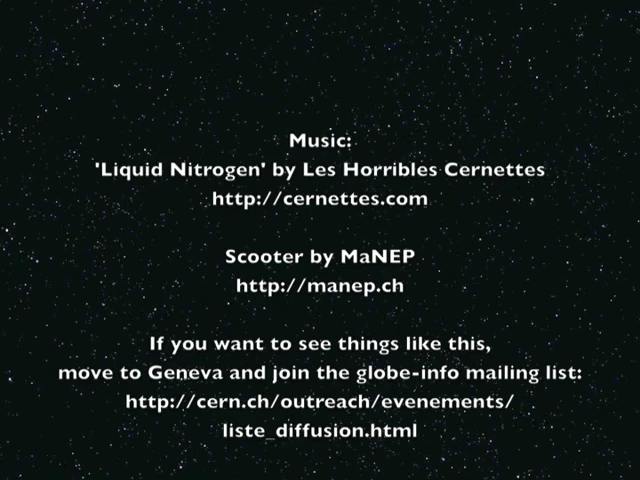 Music:
'Liquid Nitrogen' by Les Horribles Cernettes
http://cernettes.com
Scooter by MaNEP
http://manep.ch
If you want to see things like this,
move to Geneva and join the globe-info mailing list:
http://cern.ch/outreach/evenements/
liste_diffusion.html